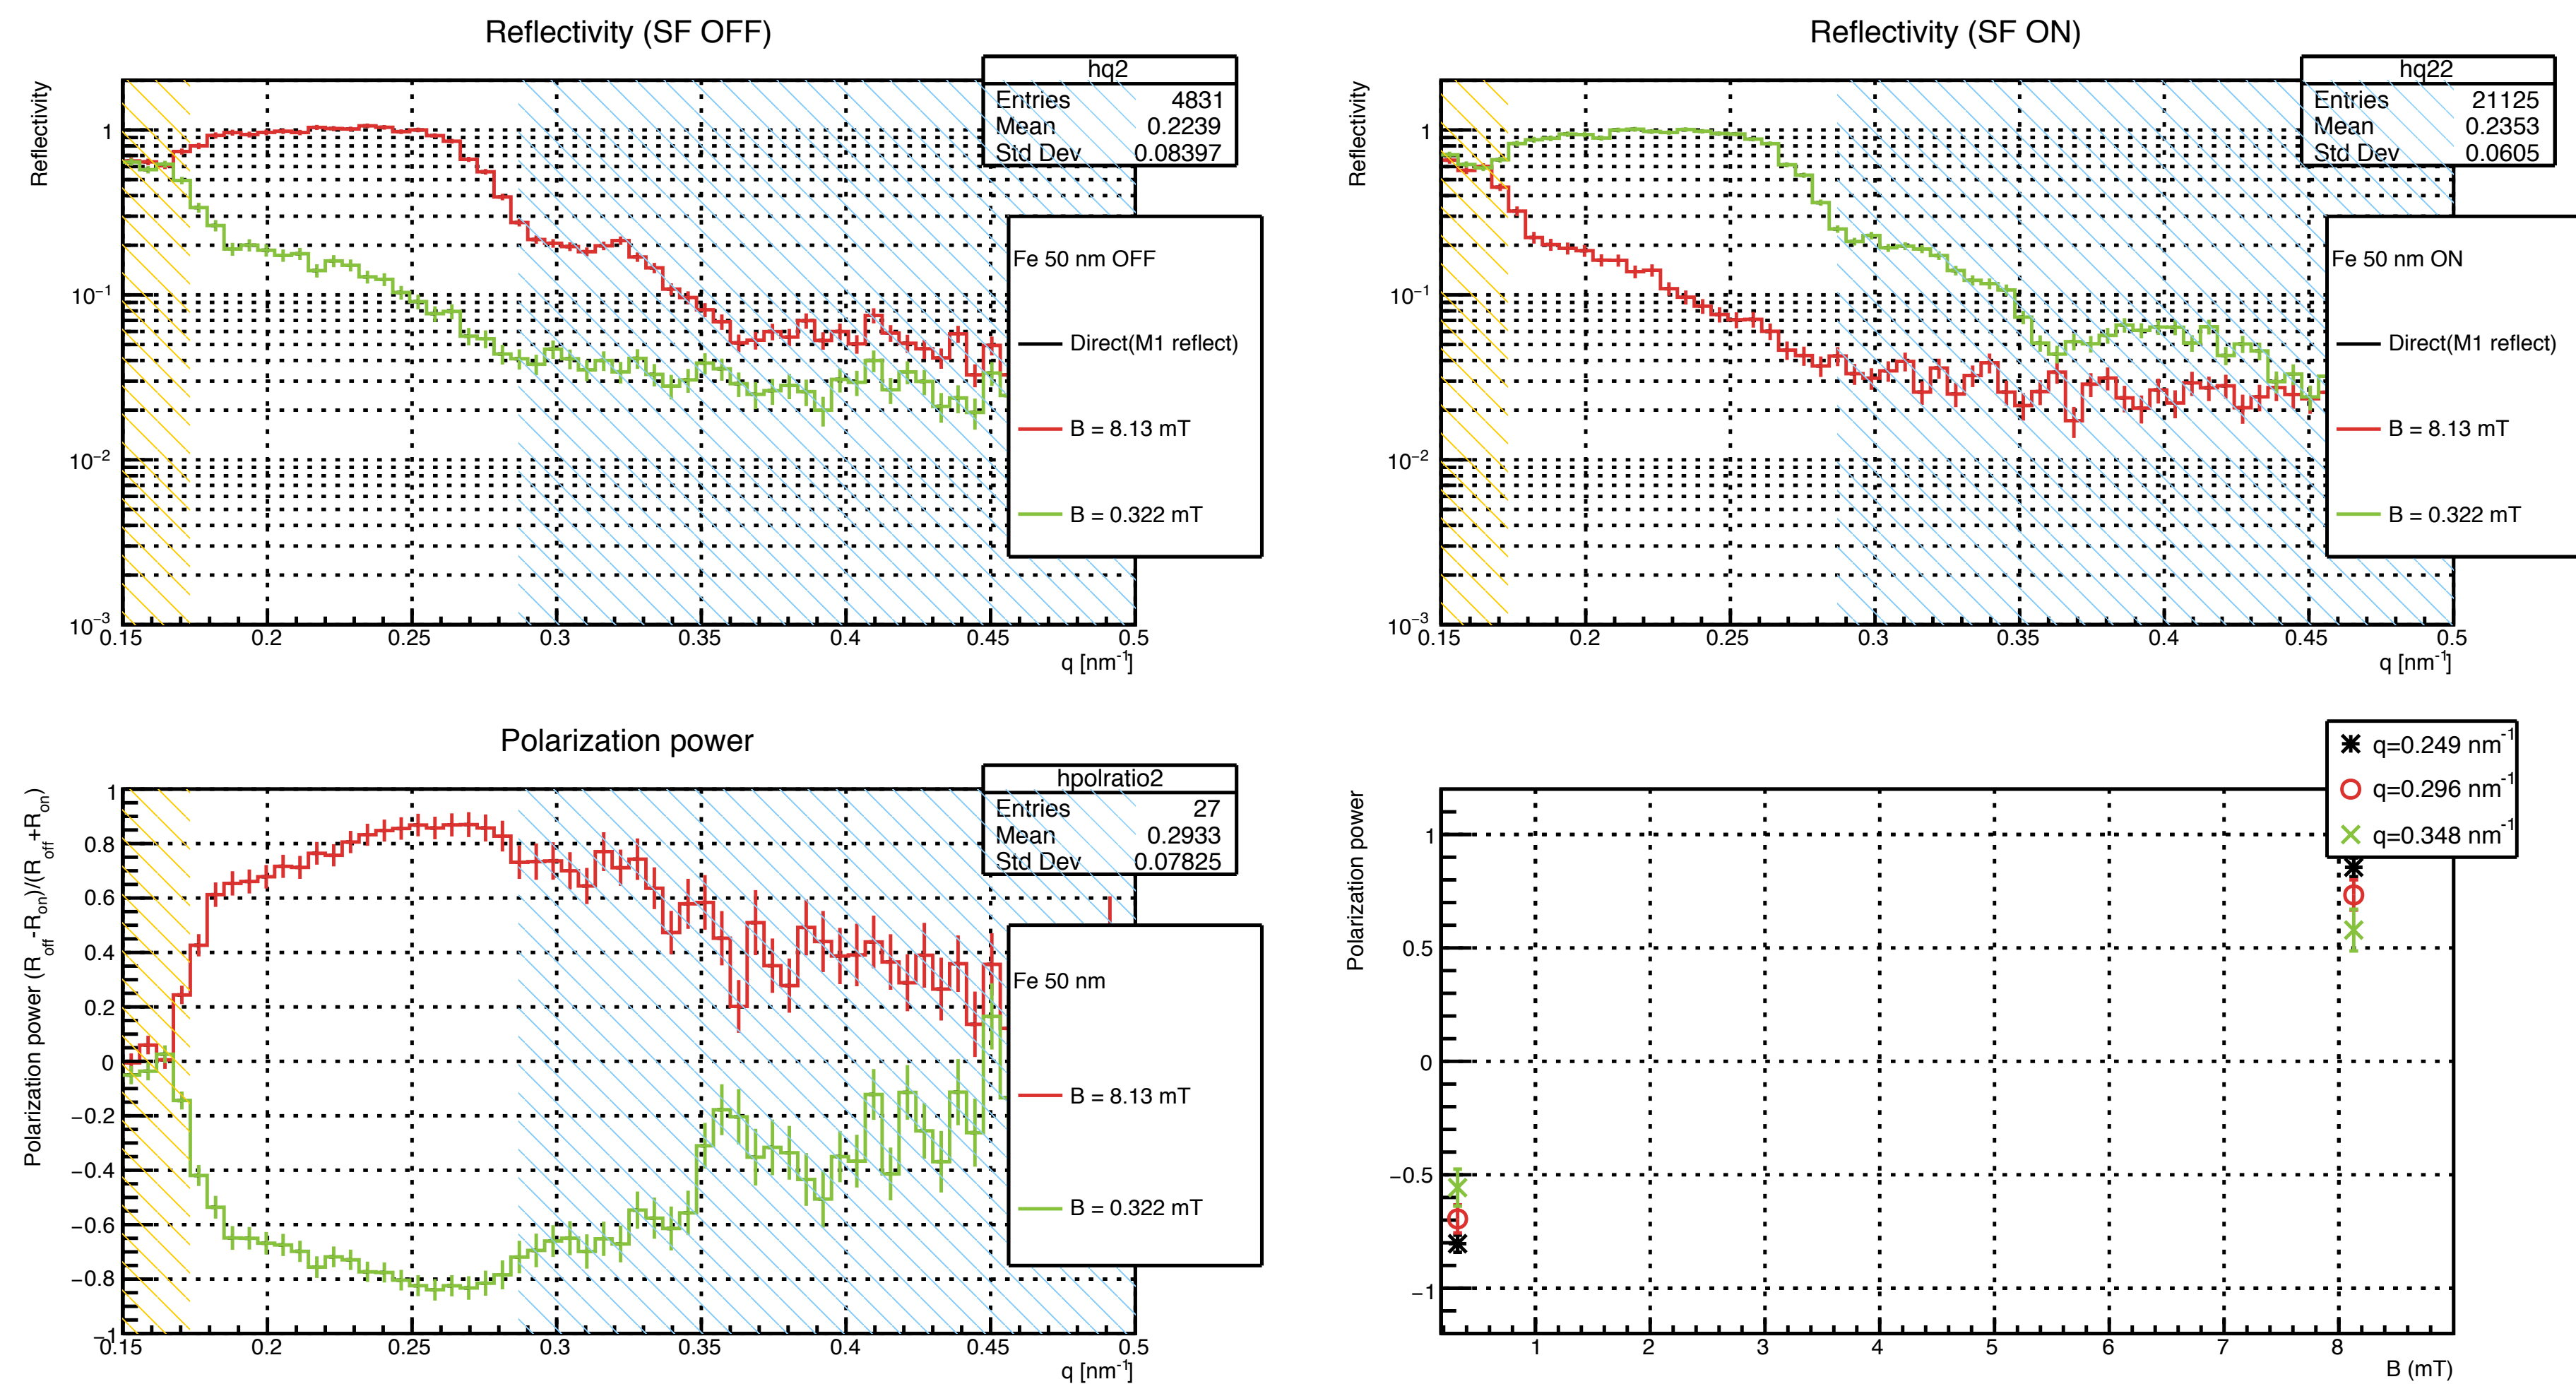 Reflectivity (SF OFF)
Reflectivity
hq2
Entries 4831
Mean 0.2239
Std Dev 0.08397
Fe 50 nm OFF
Direct(M1 reflect)
B = 8.13 mT
B = 0.322 mT
1
10⁻¹
10⁻²
10⁻³
0.15 0.2 0.25 0.3 0.35 0.4 0.45 0.5
q [nm⁻¹]
Reflectivity (SF ON)
Reflectivity
hq22
Entries 21125
Mean 0.2353
Std Dev 0.0605
Fe 50 nm ON
Direct(M1 reflect)
B = 8.13 mT
B = 0.322 mT
1
10⁻¹
10⁻²
10⁻³
0.15 0.2 0.25 0.3 0.35 0.4 0.45 0.5
q [nm⁻¹]
Polarization power
Polarization power (R_off-R_on)/(R_off+R_on)
hpolratio2
Entries 27
Mean 0.2933
Std Dev 0.07825
Fe 50 nm
B = 8.13 mT
B = 0.322 mT
1
0.8
0.6
0.4
0.2
0
−0.2
−0.4
−0.6
−0.8
−1
0.15 0.2 0.25 0.3 0.35 0.4 0.45 0.5
q [nm⁻¹]
Polarization power
q=0.249 nm⁻¹
q=0.296 nm⁻¹
q=0.348 nm⁻¹
1
0.5
0
−0.5
−1
1 2 3 4 5 6 7 8
B (mT)